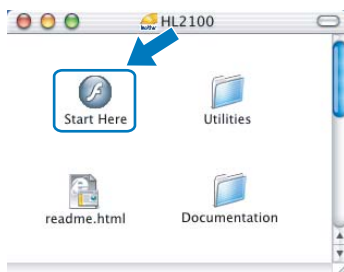 HL2100
Start Here
Utilities
readme.html
Documentation